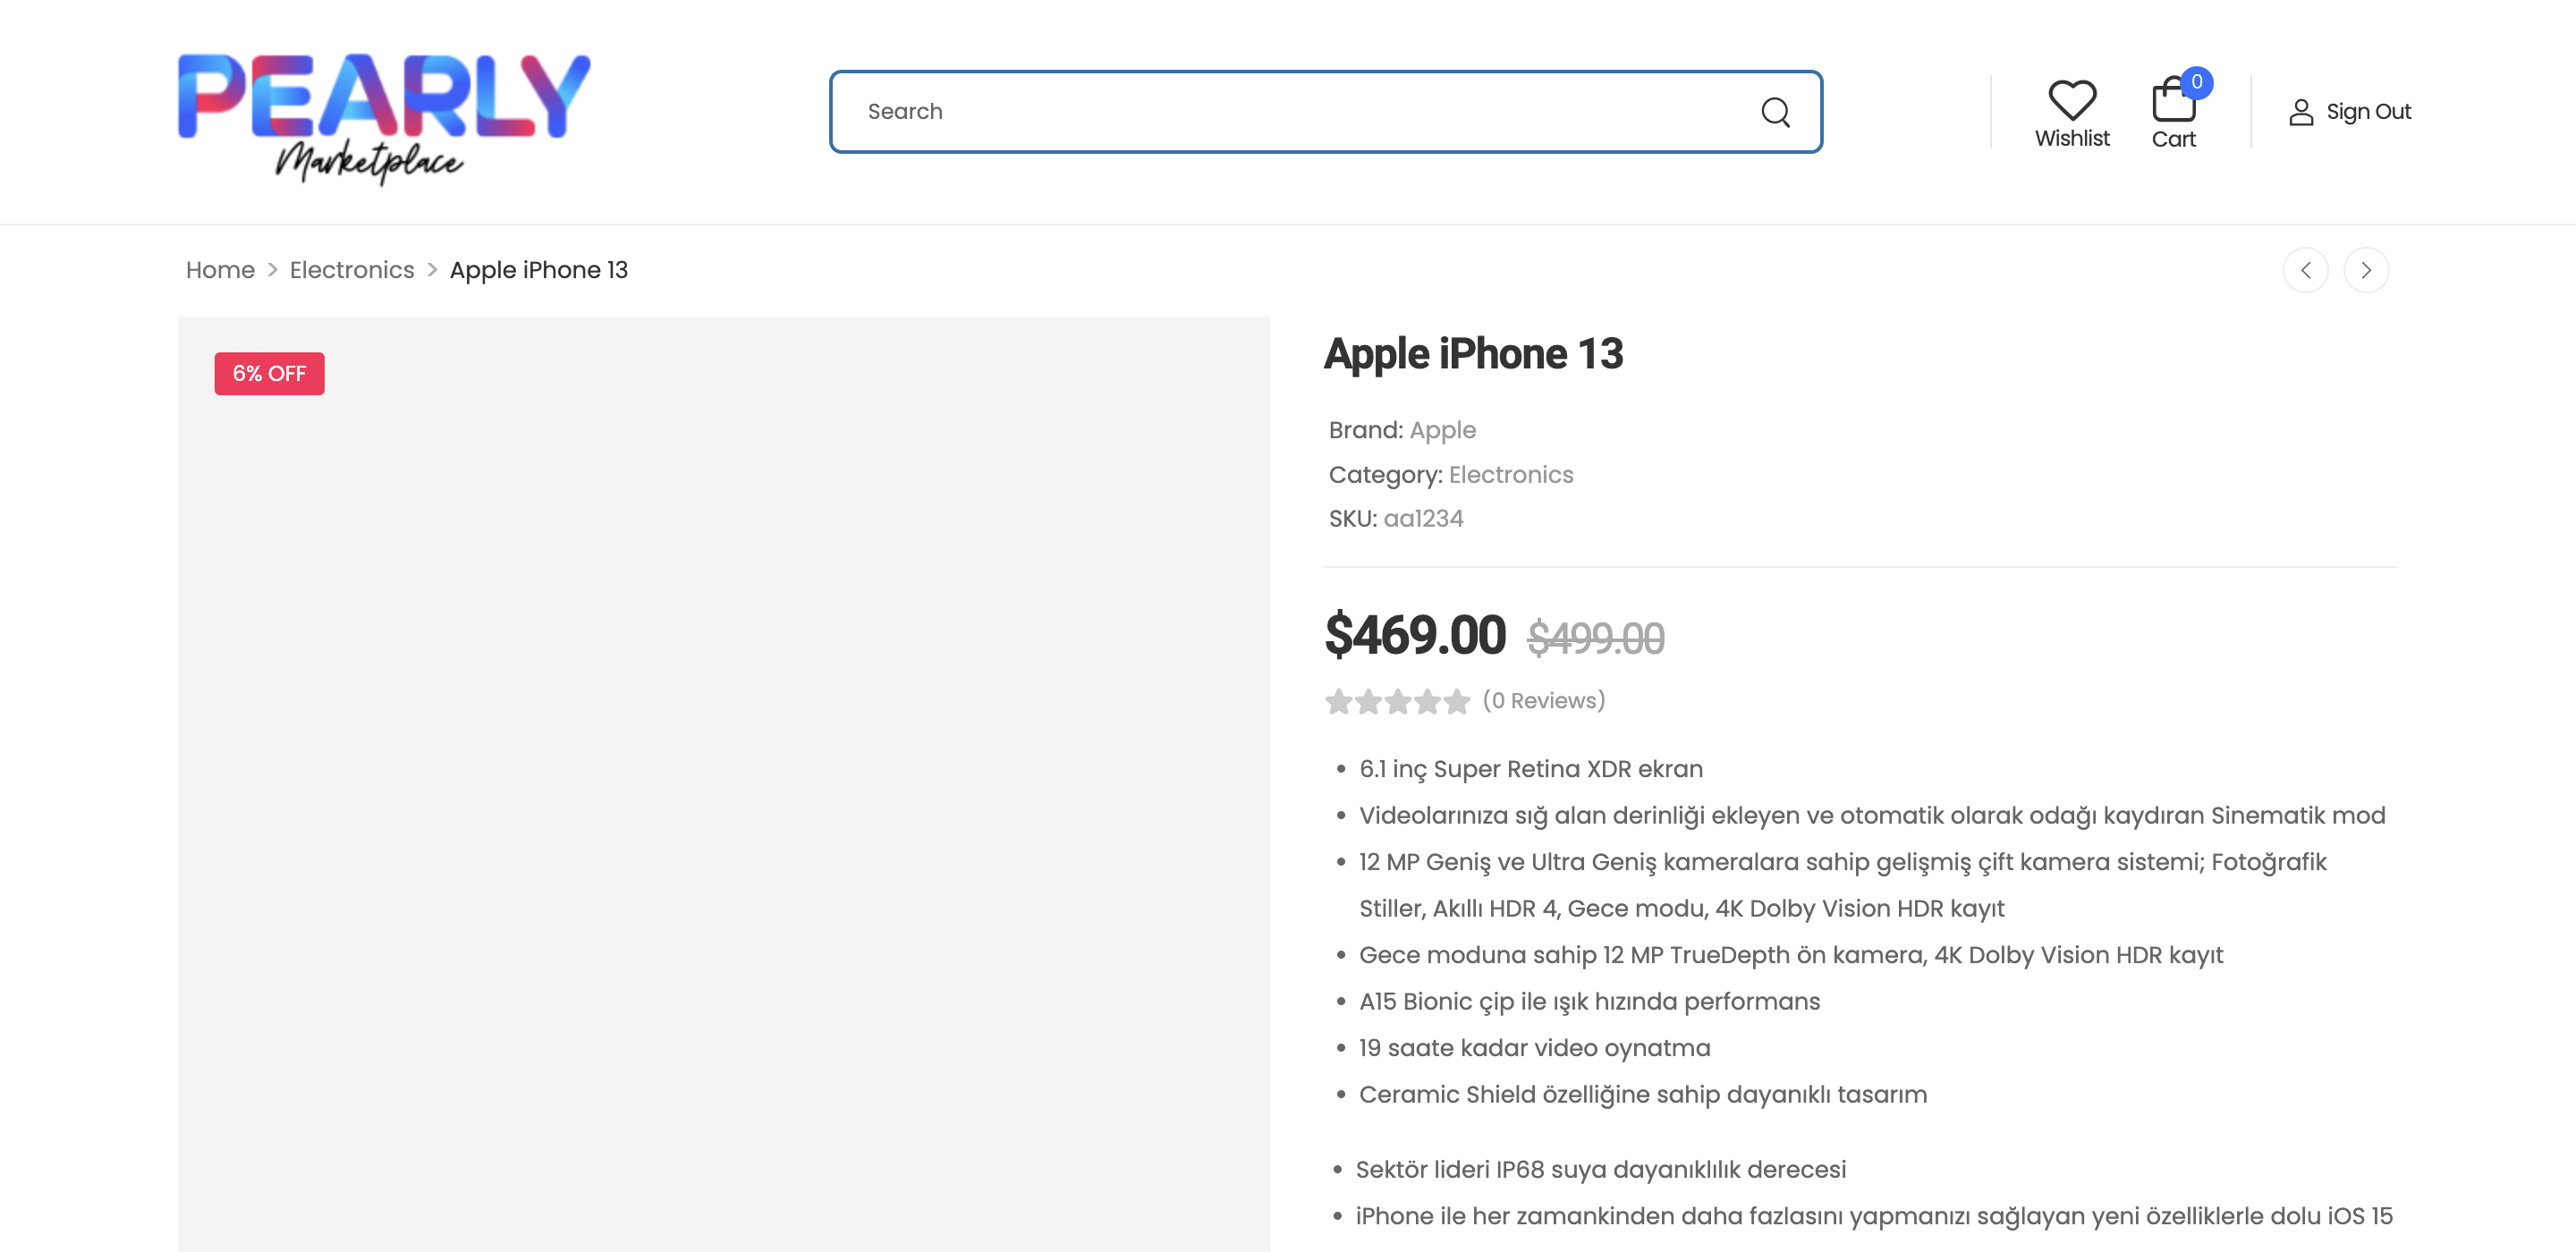 PEARLY
Marketplace
Search
Wishlist
0
Cart
Sign Out
Home > Electronics > Apple iPhone 13
6% OFF
Apple iPhone 13
Brand: Apple
Category: Electronics
SKU: aa1234
$469.00 $499.00
(0 Reviews)
• 6.1 inç Super Retina XDR ekran
• Videolarınıza sığ alan derinliği ekleyen ve otomatik olarak odağı kaydıran Sinematik mod
• 12 MP Geniş ve Ultra Geniş kameralara sahip gelişmiş çift kamera sistemi; Fotoğrafik
Stiller, Akıllı HDR 4, Gece modu, 4K Dolby Vision HDR kayıt
• Gece moduna sahip 12 MP TrueDepth ön kamera, 4K Dolby Vision HDR kayıt
• A15 Bionic çip ile ışık hızında performans
• 19 saate kadar video oynatma
• Ceramic Shield özelliğine sahip dayanıklı tasarım
• Sektör lideri IP68 suya dayanıklılık derecesi
• iPhone ile her zamankinden daha fazlasını yapmanızı sağlayan yeni özelliklerle dolu iOS 15